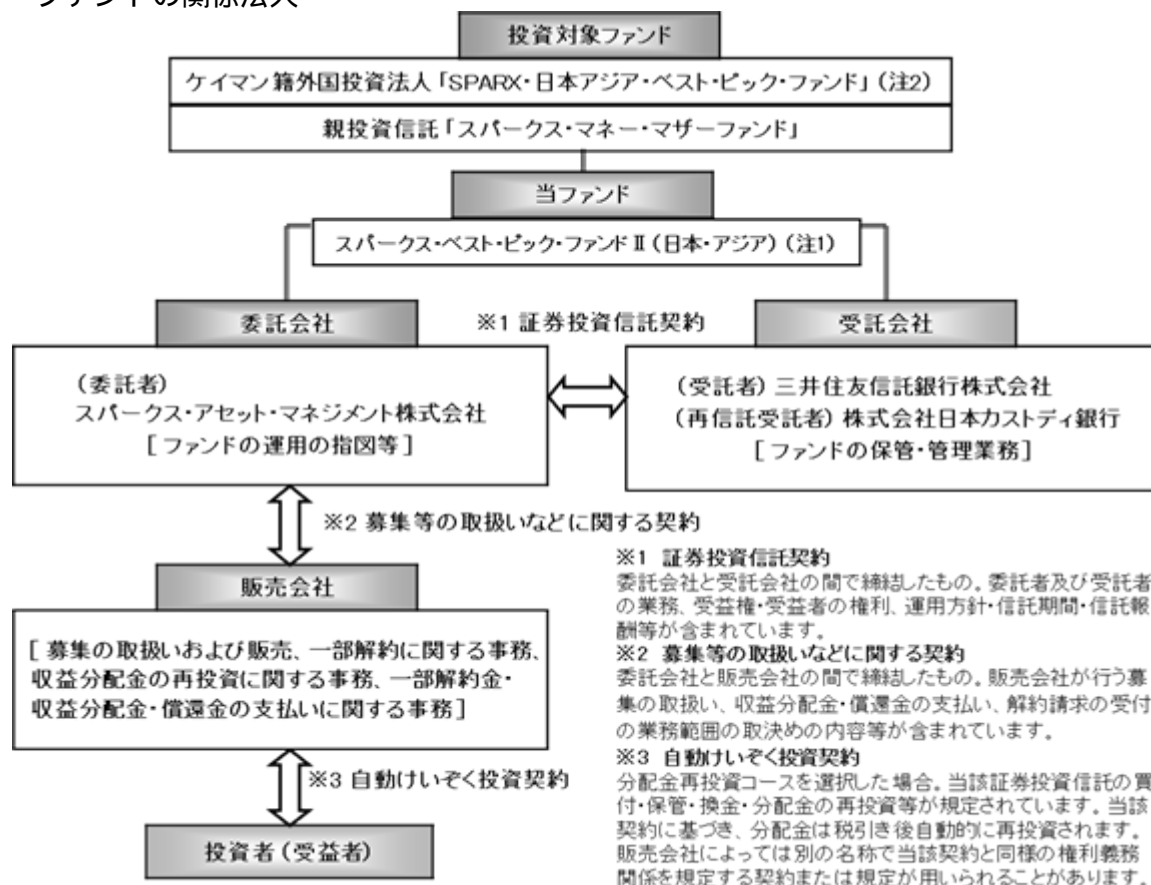 ファンドの関係法人
投資対象ファンド
ケイマン籍外国投資法人「SPARX・日本アジア・ベスト・ピック・ファンド」(注2)
親投資信託「スパークス・マネー・マザーファンド」
当ファンド
スパークス・ベスト・ピック・ファンドⅡ(日本・アジア)(注1)
委託会社
※1 証券投資信託契約
受託会社
(委託者)
スパークス・アセット・マネジメント株式会社
[ファンドの運用の指図等]
(受託者)三井住友信託銀行株式会社
(再信託受託者)株式会社日本カストディ銀行
[ファンドの保管・管理業務]
※2 募集等の取扱いなどに関する契約
販売会社
[募集の取扱いおよび販売、一部解約に関する事務、
収益分配金の再投資に関する事務、一部解約金・
収益分配金・償還金の支払いに関する事務]
※3 自動けいぞく投資契約
投資者(受益者)
※1 証券投資信託契約
委託会社と受託会社の間で締結したもの。委託者及び受託者
の業務、受益権・受益者の権利、運用方針・信託期間・信託報
酬等が含まれています。
※2 募集等の取扱いなどに関する契約
委託会社と販売会社の間で締結したもの。販売会社が行う募
集の取扱い、収益分配金・償還金の支払い、解約請求の受付
の業務範囲の取決めの内容等が含まれています。
※3 自動けいぞく投資契約
分配金再投資コースを選択した場合。当該証券投資信託の買
付・保管・換金・分配金の再投資等が規定されています。当該
契約に基づき、分配金は税引き後自動的に再投資されます。
販売会社によっては別の名称で当該契約と同様の権利義務
関係を規定する契約または規定が用いられることがあります。